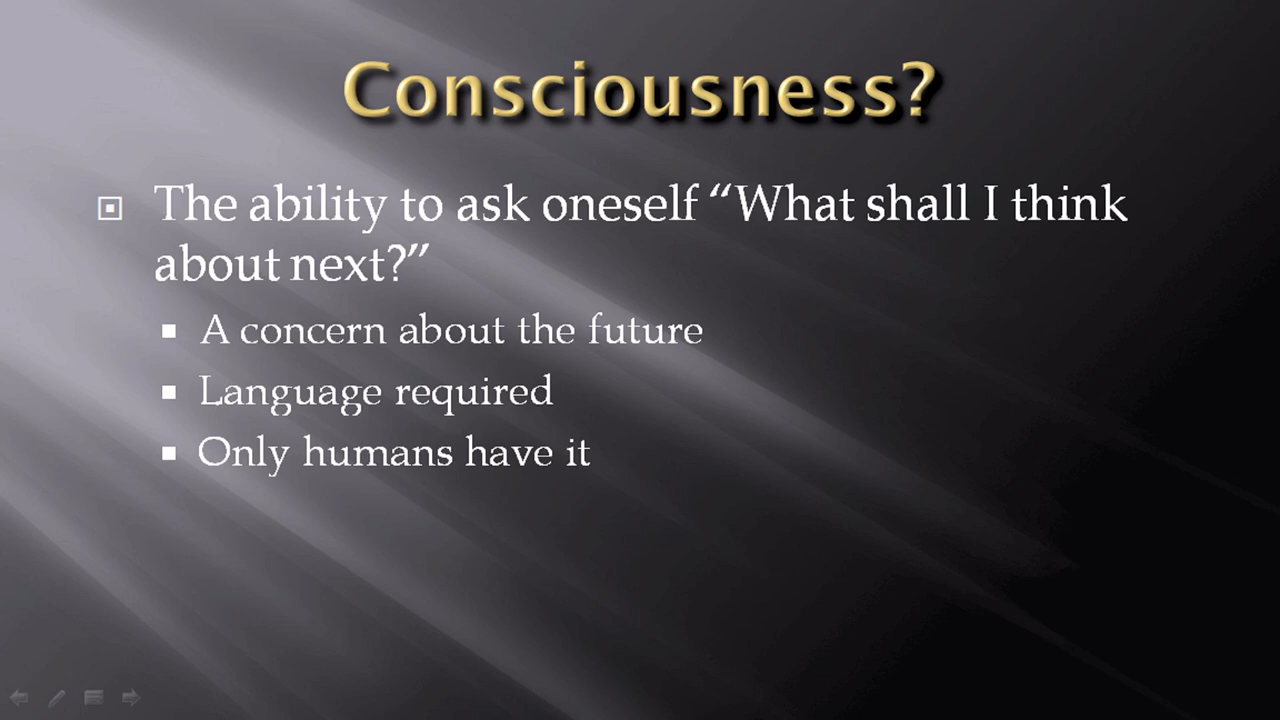 Consciousness?
The ability to ask oneself “What shall I think
about next?”
A concern about the future
Language required
Only humans have it